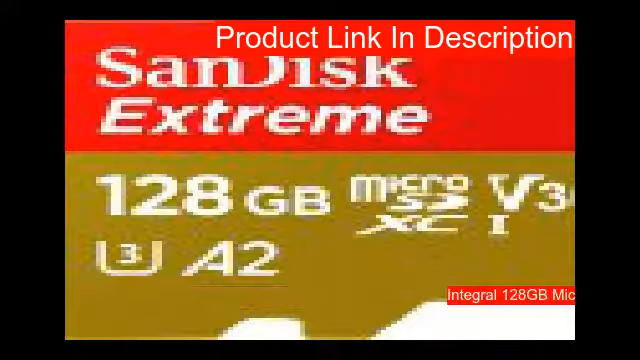 Product Link In Description
SanDisk
Extreme
128 GB micro SD XC I V3
U3 A2
Integral 128GB Mic